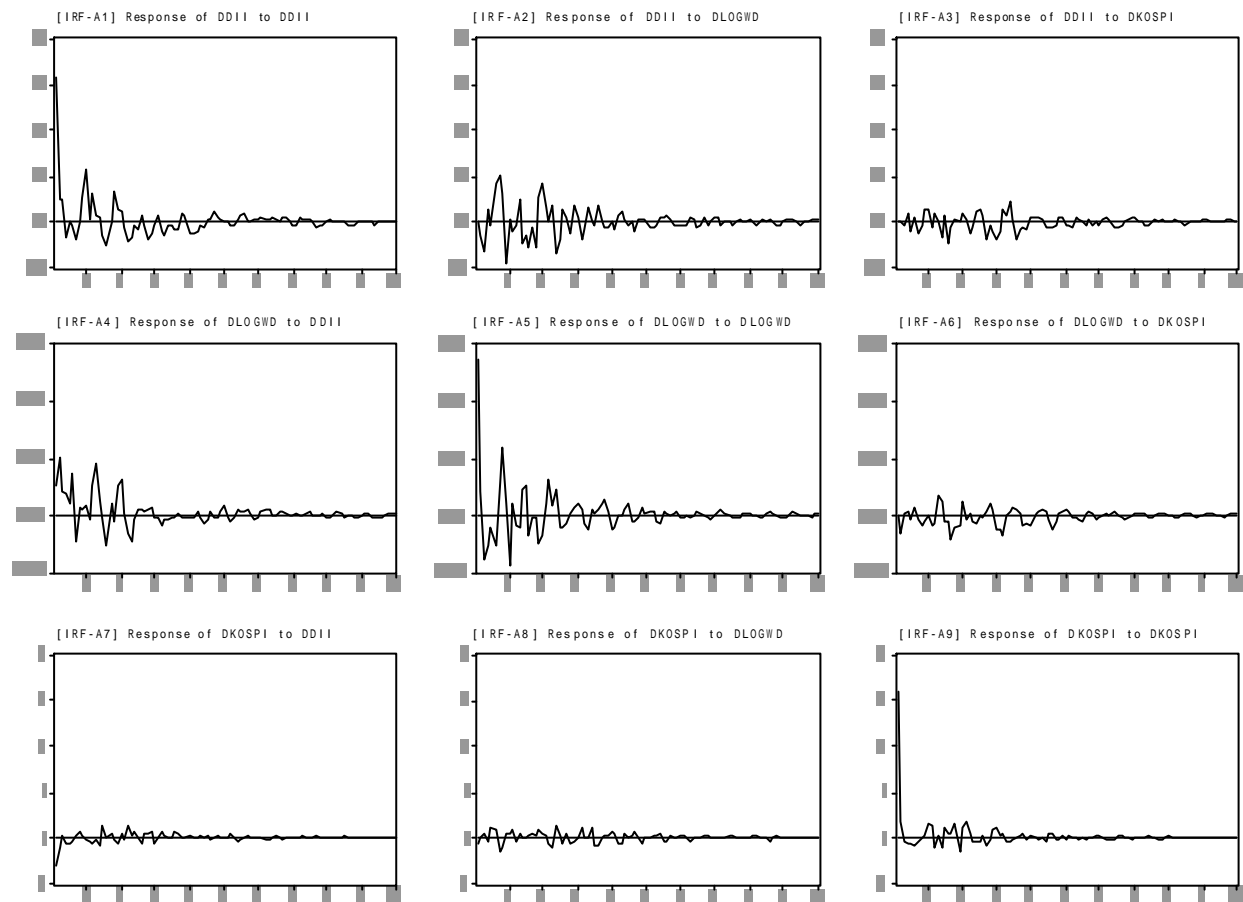 [IRF-A1] Response of DDII to DDII
[IRF-A2] Response of DDII to DLOGWD
[IRF-A3] Response of DDII to DKOSPI
[IRF-A4] Response of DLOGWD to DDII
[IRF-A5] Response of DLOGWD to DLOGWD
[IRF-A6] Response of DLOGWD to DKOSPI
[IRF-A7] Response of DKOSPI to DDII
[IRF-A8] Response of DKOSPI to DLOGWD
[IRF-A9] Response of DKOSPI to DKOSPI